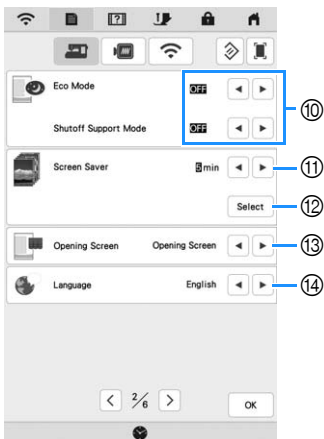 Eco Mode OFF
⑩
Shutoff Support Mode OFF
Screen Saver 5 min ⑪
Select ⑫
Opening Screen Opening Screen ⑬
Language English ⑭
2/6
OK